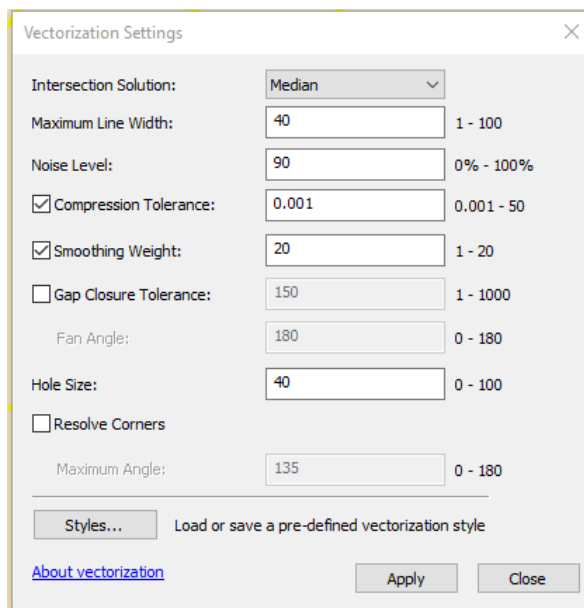 Vectorization Settings
Intersection Solution: Median
Maximum Line Width: 40 1 - 100
Noise Level: 90 0% - 100%
Compression Tolerance: 0.001 0.001 - 50
Smoothing Weight: 20 1 - 20
Gap Closure Tolerance: 150 1 - 1000
Fan Angle: 180 0 - 180
Hole Size: 40 0 - 100
Resolve Corners
Maximum Angle: 135 0 - 180
Styles... Load or save a pre-defined vectorization style
About vectorization Apply Close